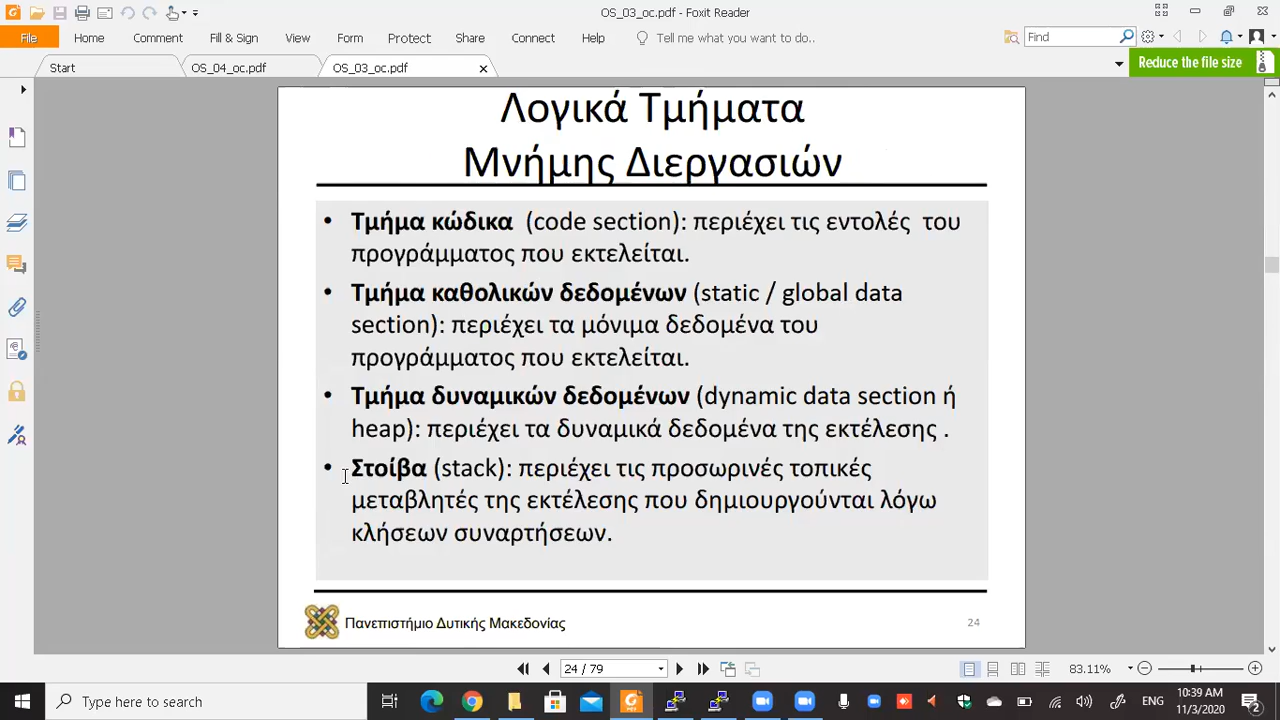 OS_03_oc.pdf - Foxit Reader
File Home Comment Fill & Sign View Form Protect Share Connect Help Tell me what you want to do.. Find
Start OS_04_oc.pdf OS_03_oc.pdf Reduce the file size
Λογικά Τμήματα
Μνήμης Διεργασιών
• Τμήμα κώδικα (code section): περιέχει τις εντολές του
προγράμματος που εκτελείται.
• Τμήμα καθολικών δεδομένων (static / global data
section): περιέχει τα μόνιμα δεδομένα του
προγράμματος που εκτελείται.
• Τμήμα δυναμικών δεδομένων (dynamic data section ή
heap): περιέχει τα δυναμικά δεδομένα της εκτέλεσης .
• Στοίβα (stack): περιέχει τις προσωρινές τοπικές
μεταβλητές της εκτέλεσης που δημιουργούνται λόγω
κλήσεων συναρτήσεων.
Πανεπιστήμιο Δυτικής Μακεδονίας 24
24 / 79 83.11%
Type here to search ENG 10:39 AM
11/3/2020 2